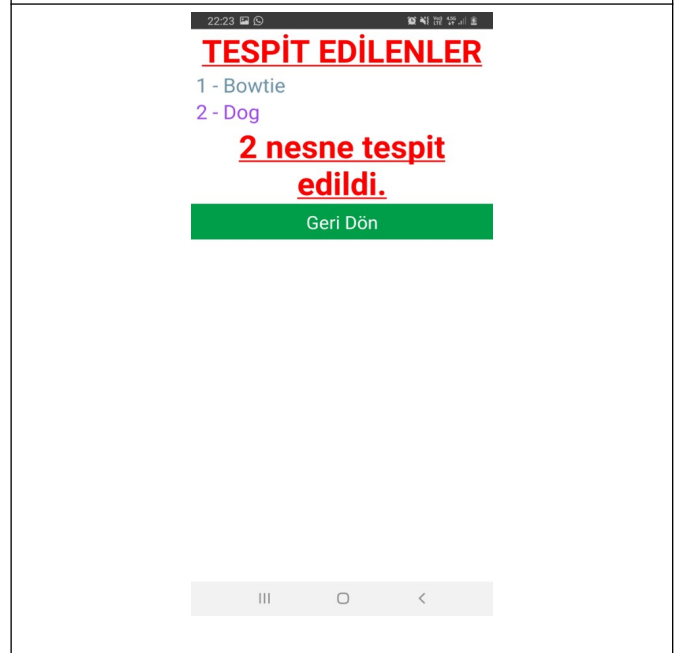 22:23
TESPİT EDİLENLER
1 - Bowtie
2 - Dog
2 nesne tespit
edildi.
Geri Dön